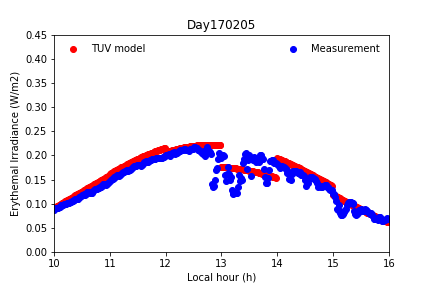 Day170205
TUV model
Measurement
Erythemal Irradiance (W/m2)
0.45
0.40
0.35
0.30
0.25
0.20
0.15
0.10
0.05
0.00
10 11 12 13 14 15 16
Local hour (h)